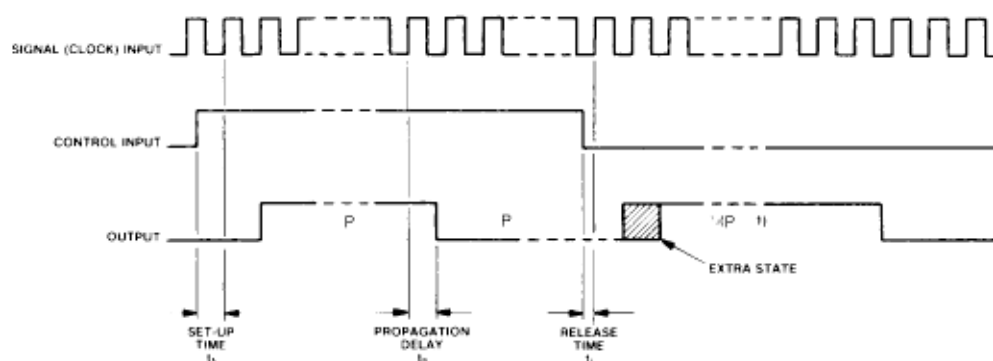 SIGNAL (CLOCK) INPUT
CONTROL INPUT
OUTPUT
P
P
EXTRA STATE
SET-UP
TIME
PROPAGATION
DELAY
RELEASE
TIME